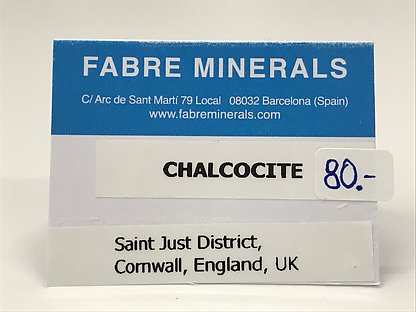 FABRE MINERALS
C/ Arc de Sant Martí 79 Local 08032 Barcelona (Spain)
www.fabreminerals.com
CHALCOCITE 80.-
Saint Just District,
Cornwall, England, UK